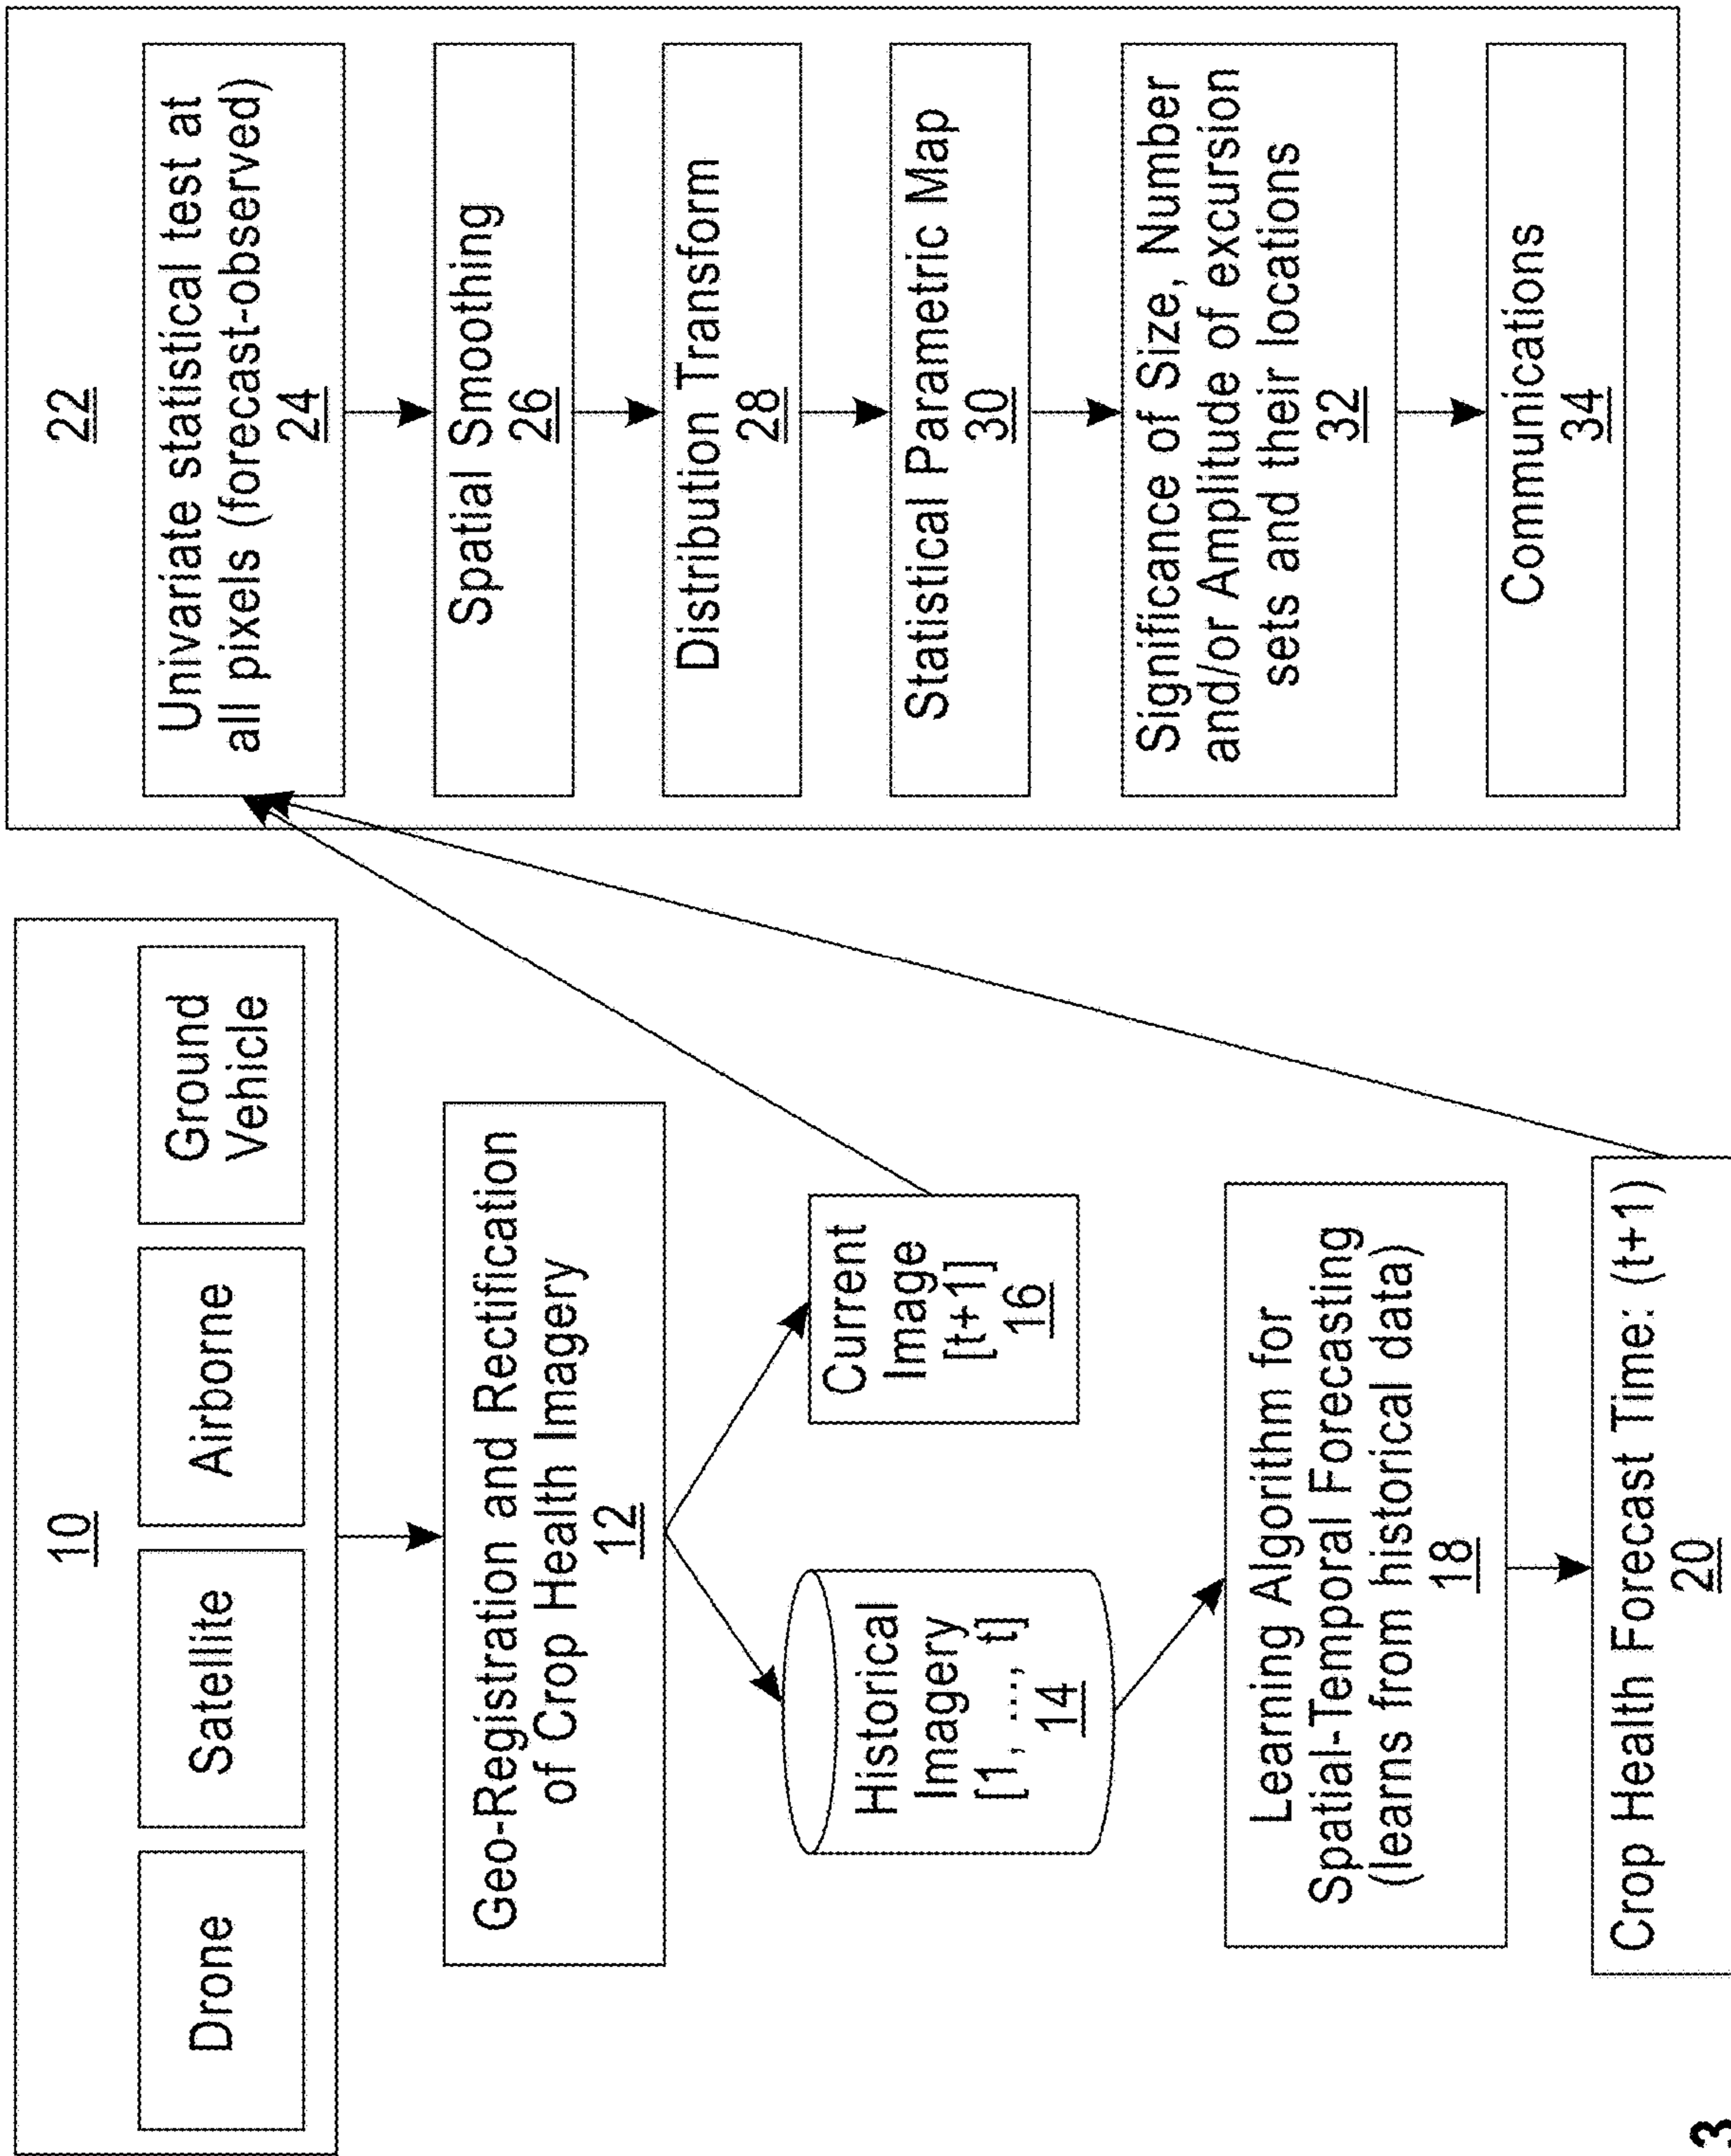 10
Drone
Satellite
Airborne
Ground
Vehicle
Geo-Registration and Rectification
of Crop Health Imagery
12
Historical
Imagery
[1, ..., t]
14
Current
Image
[t+1]
16
Learning Algorithm for
Spatial-Temporal Forecasting
(learns from historical data)
18
Crop Health Forecast Time: (t+1)
20
22
Univariate statistical test at
all pixels (forecast-observed)
24
Spatial Smoothing
26
Distribution Transform
28
Statistical Parametric Map
30
Significance of Size, Number
and/or Amplitude of excursion
sets and their locations
32
Communications
34
3